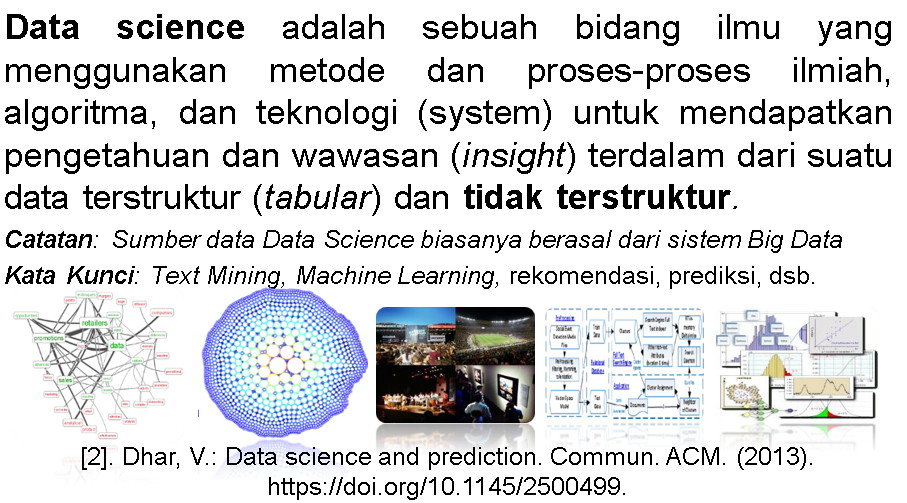 Data science adalah sebuah bidang ilmu yang
menggunakan metode dan proses-proses ilmiah,
algoritma, dan teknologi (system) untuk mendapatkan
pengetahuan dan wawasan (insight) terdalam dari suatu
data terstruktur (tabular) dan tidak terstruktur.
Catatan: Sumber data Data Science biasanya berasal dari sistem Big Data
Kata Kunci: Text Mining, Machine Learning, rekomendasi, prediksi, dsb.
retailers
promotions
data
sales
[2]. Dhar, V.: Data science and prediction. Commun. ACM. (2013).
https://doi.org/10.1145/2500499.